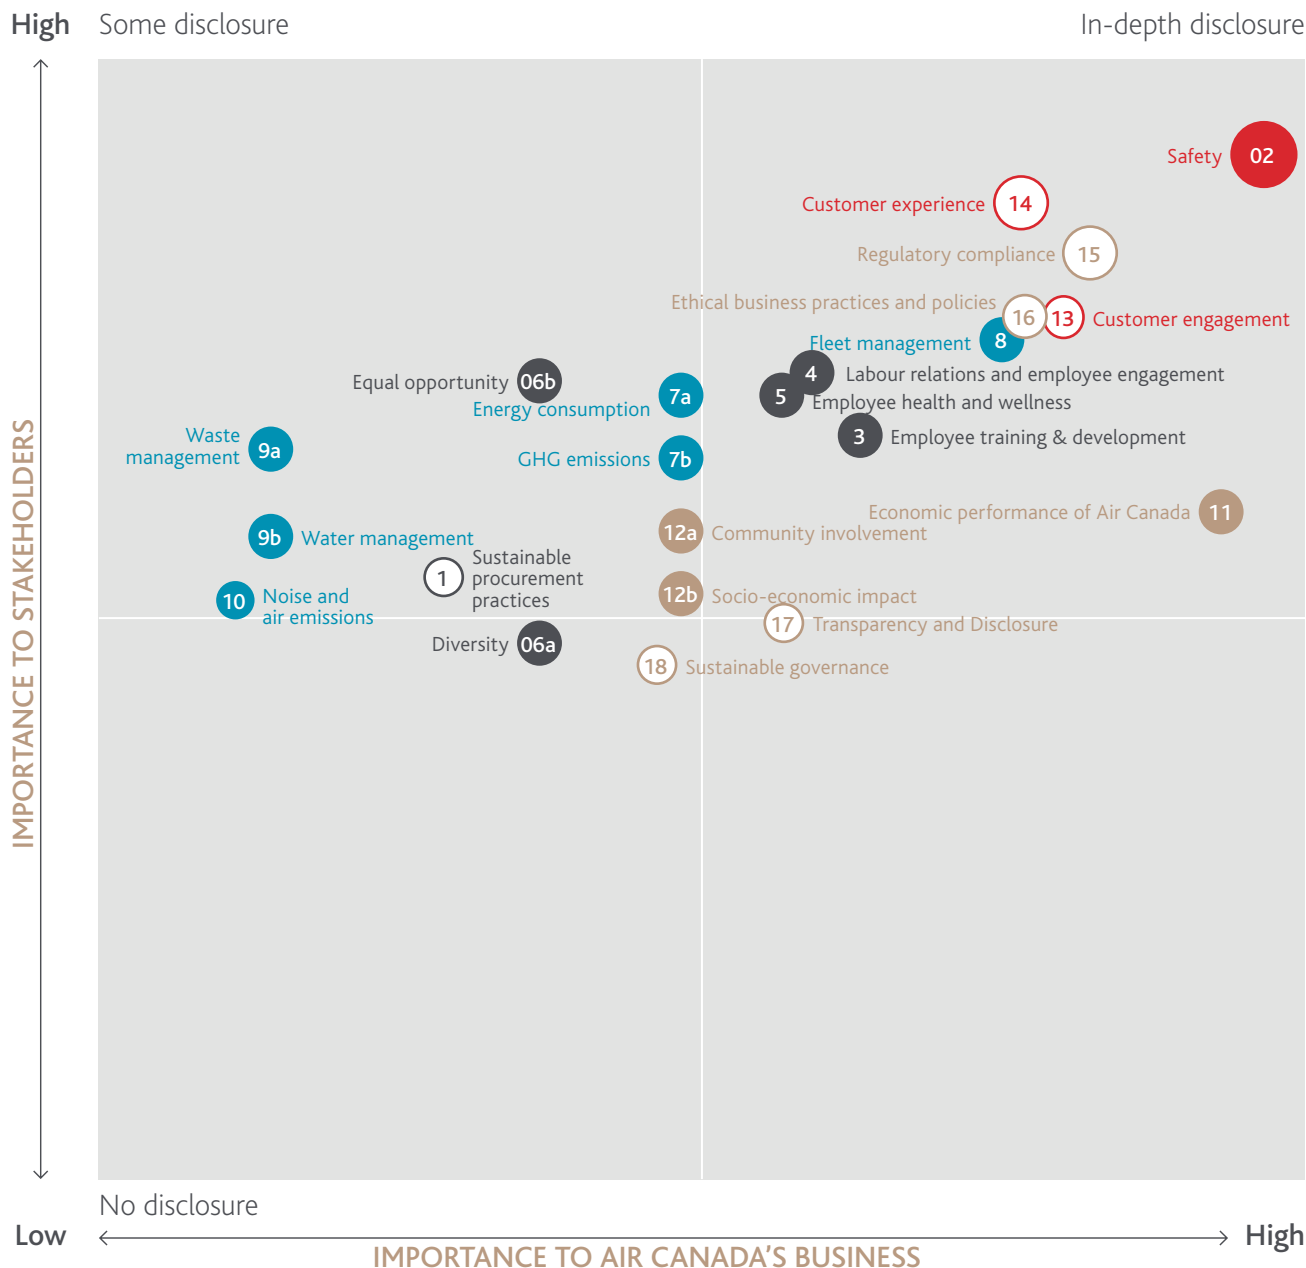 High
Some disclosure
In-depth disclosure
Safety 02
Customer experience 14
Regulatory compliance 15
Ethical business practices and policies 16
13 Customer engagement
Fleet management 8
4 Labour relations and employee engagement
Equal opportunity 06b
5 Employee health and wellness
Energy consumption 7a
3 Employee training & development
Waste
management 9a
GHG emissions 7b
Economic performance of Air Canada 11
12a Community involvement
9b Water management
1 Sustainable
procurement
practices
10 Noise and
air emissions
12b Socio-economic impact
17 Transparency and Disclosure
Diversity 06a
18 Sustainable governance
IMPORTANCE TO STAKEHOLDERS
No disclosure
Low
High
IMPORTANCE TO AIR CANADA'S BUSINESS